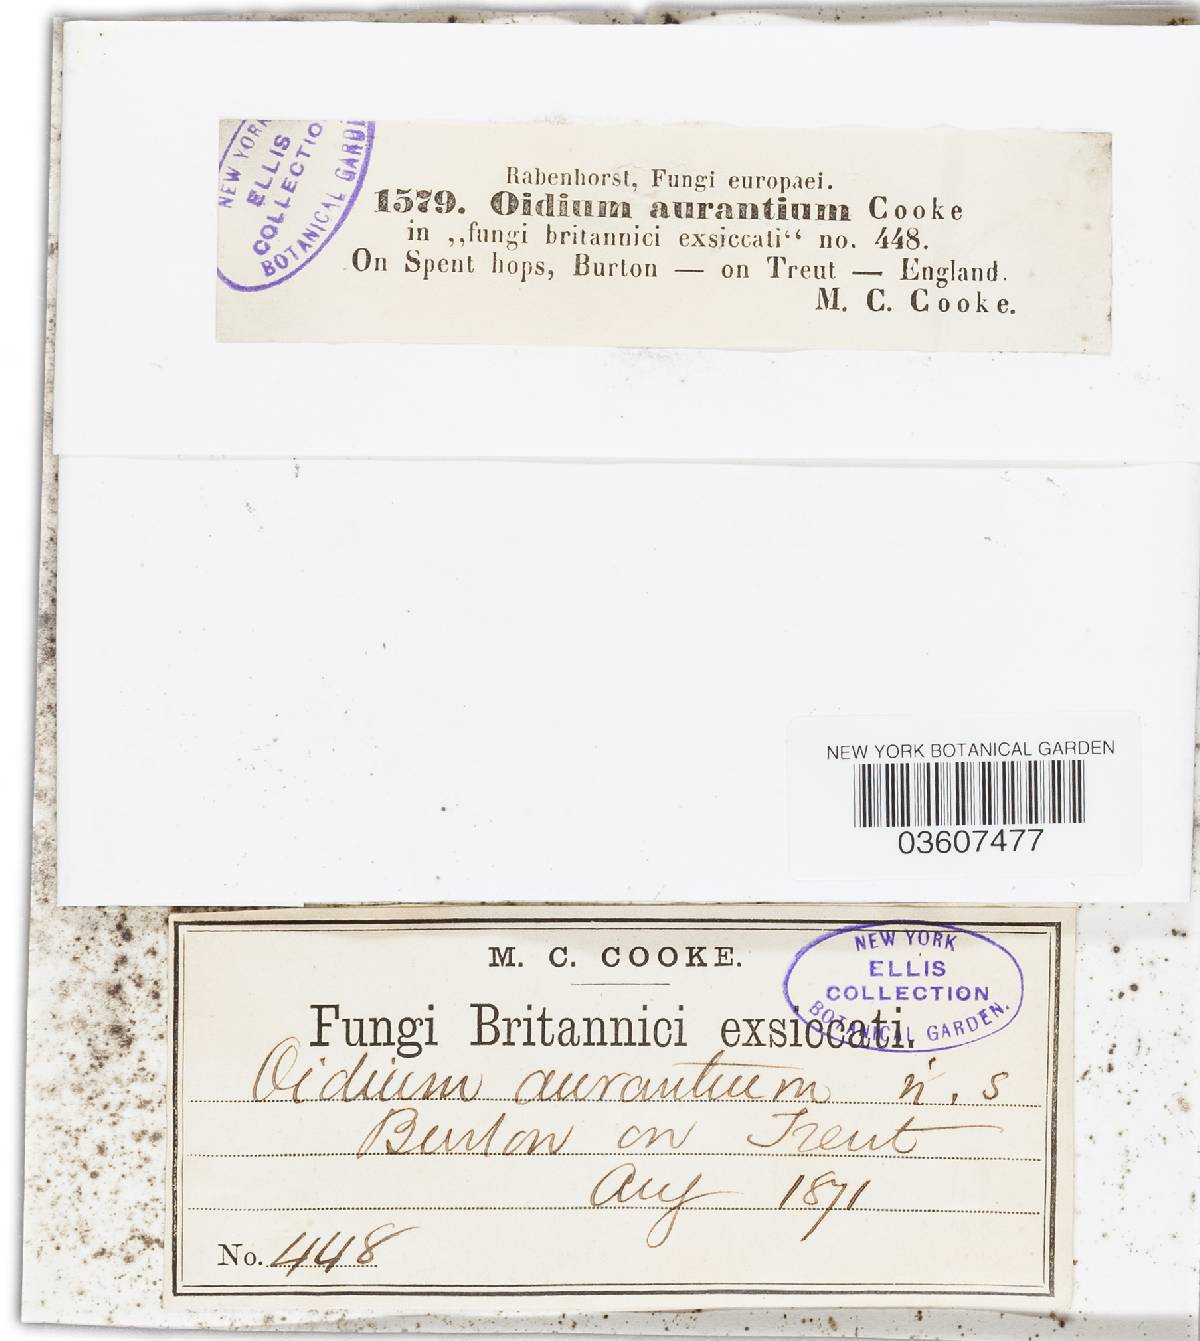 NEW YORK
ELLIS
COLLECTIO
BOTANICAL GARD
Rabenhorst, Fungi europaei.
1579. Oidium aurantium Cooke
in ,,fungi britannici exsiccati“ no. 448.
On Spent hops, Burton — on Treut — England.
M. C. Cooke.
NEW YORK BOTANICAL GARDEN
03607477
M. C. COOKE.
NEW YORK
ELLIS
COLLECTION
BOTANICAL GARDEN.
Fungi Britannici exsiccati.
Oidium aurantium n. s
Burton on Trent
Aug 1871
No. 448